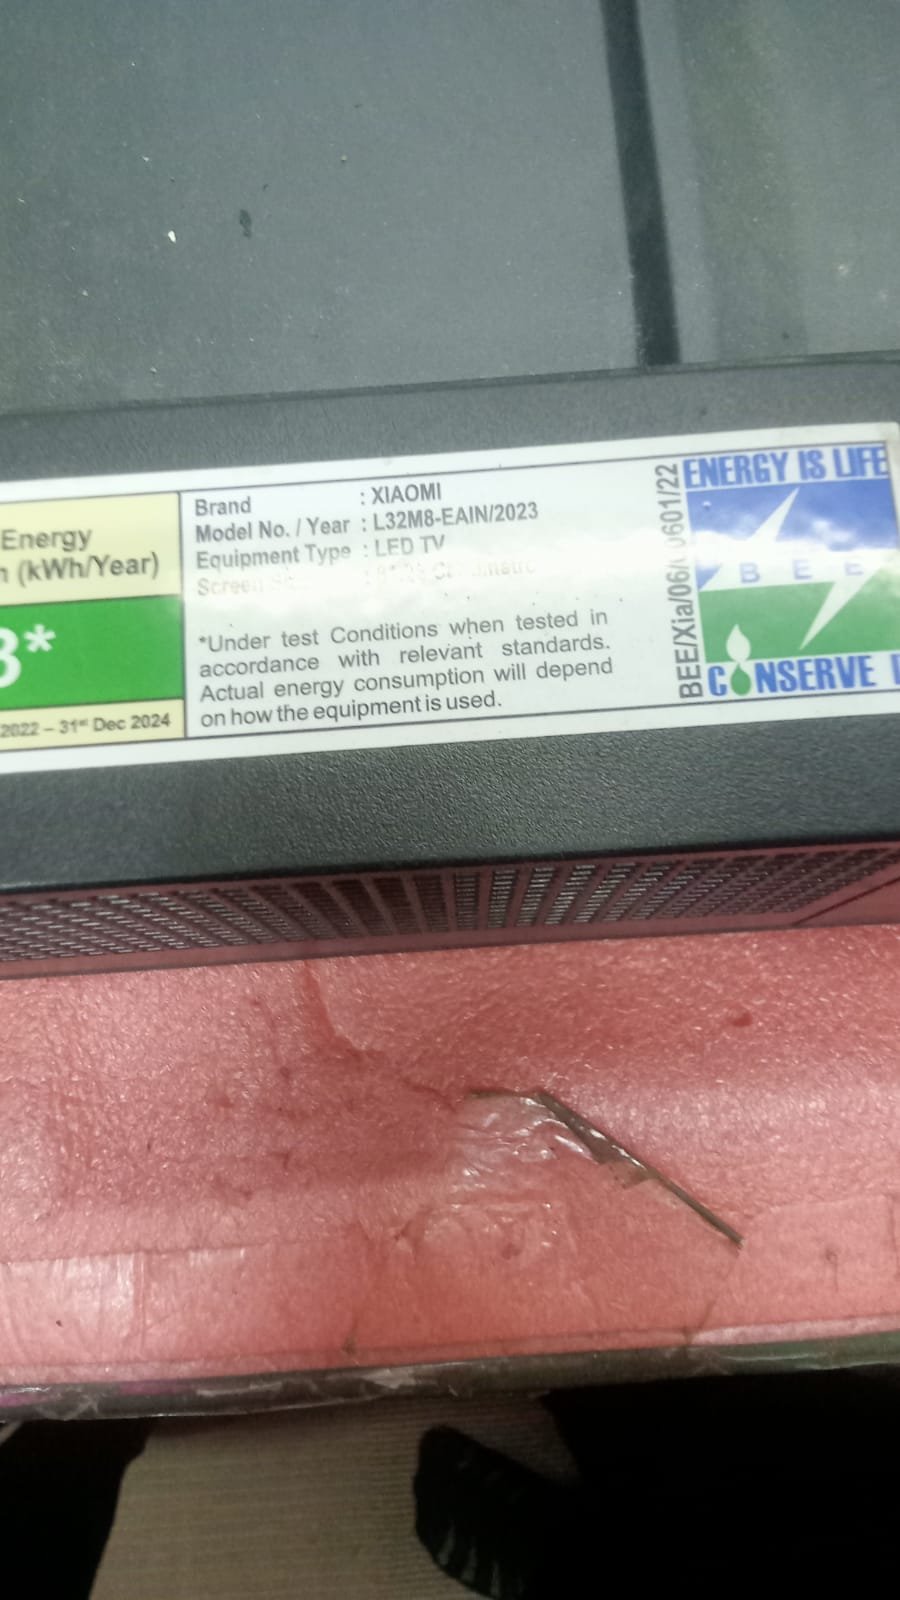 Energy
(kWh/Year)
3*
2022 – 31st Dec 2024
Brand : XIAOMI
Model No. / Year : L32M8-EAIN/2023
Equipment Type : LED TV
Screen
*Under test Conditions when tested in
accordance with relevant standards.
Actual energy consumption will depend
on how the equipment is used.
BEE/Xia/06/ 0601/22
ENERGY IS LIFE
B E E
CONSERVE